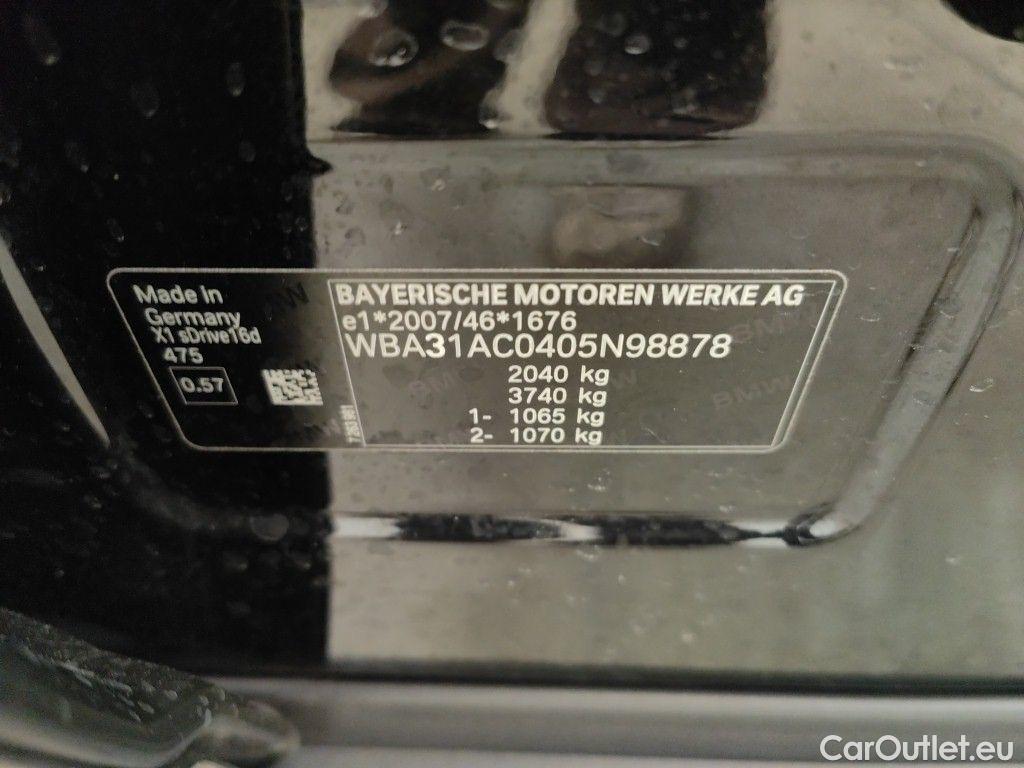 Made in
Germany
X1 sDrive16d
475
0.57
BAYERISCHE MOTOREN WERKE AG
e1*2007/46*1676
WBA31AC0405N98878
2040 kg
3740 kg
1- 1065 kg
2- 1070 kg
CarOutlet.eu